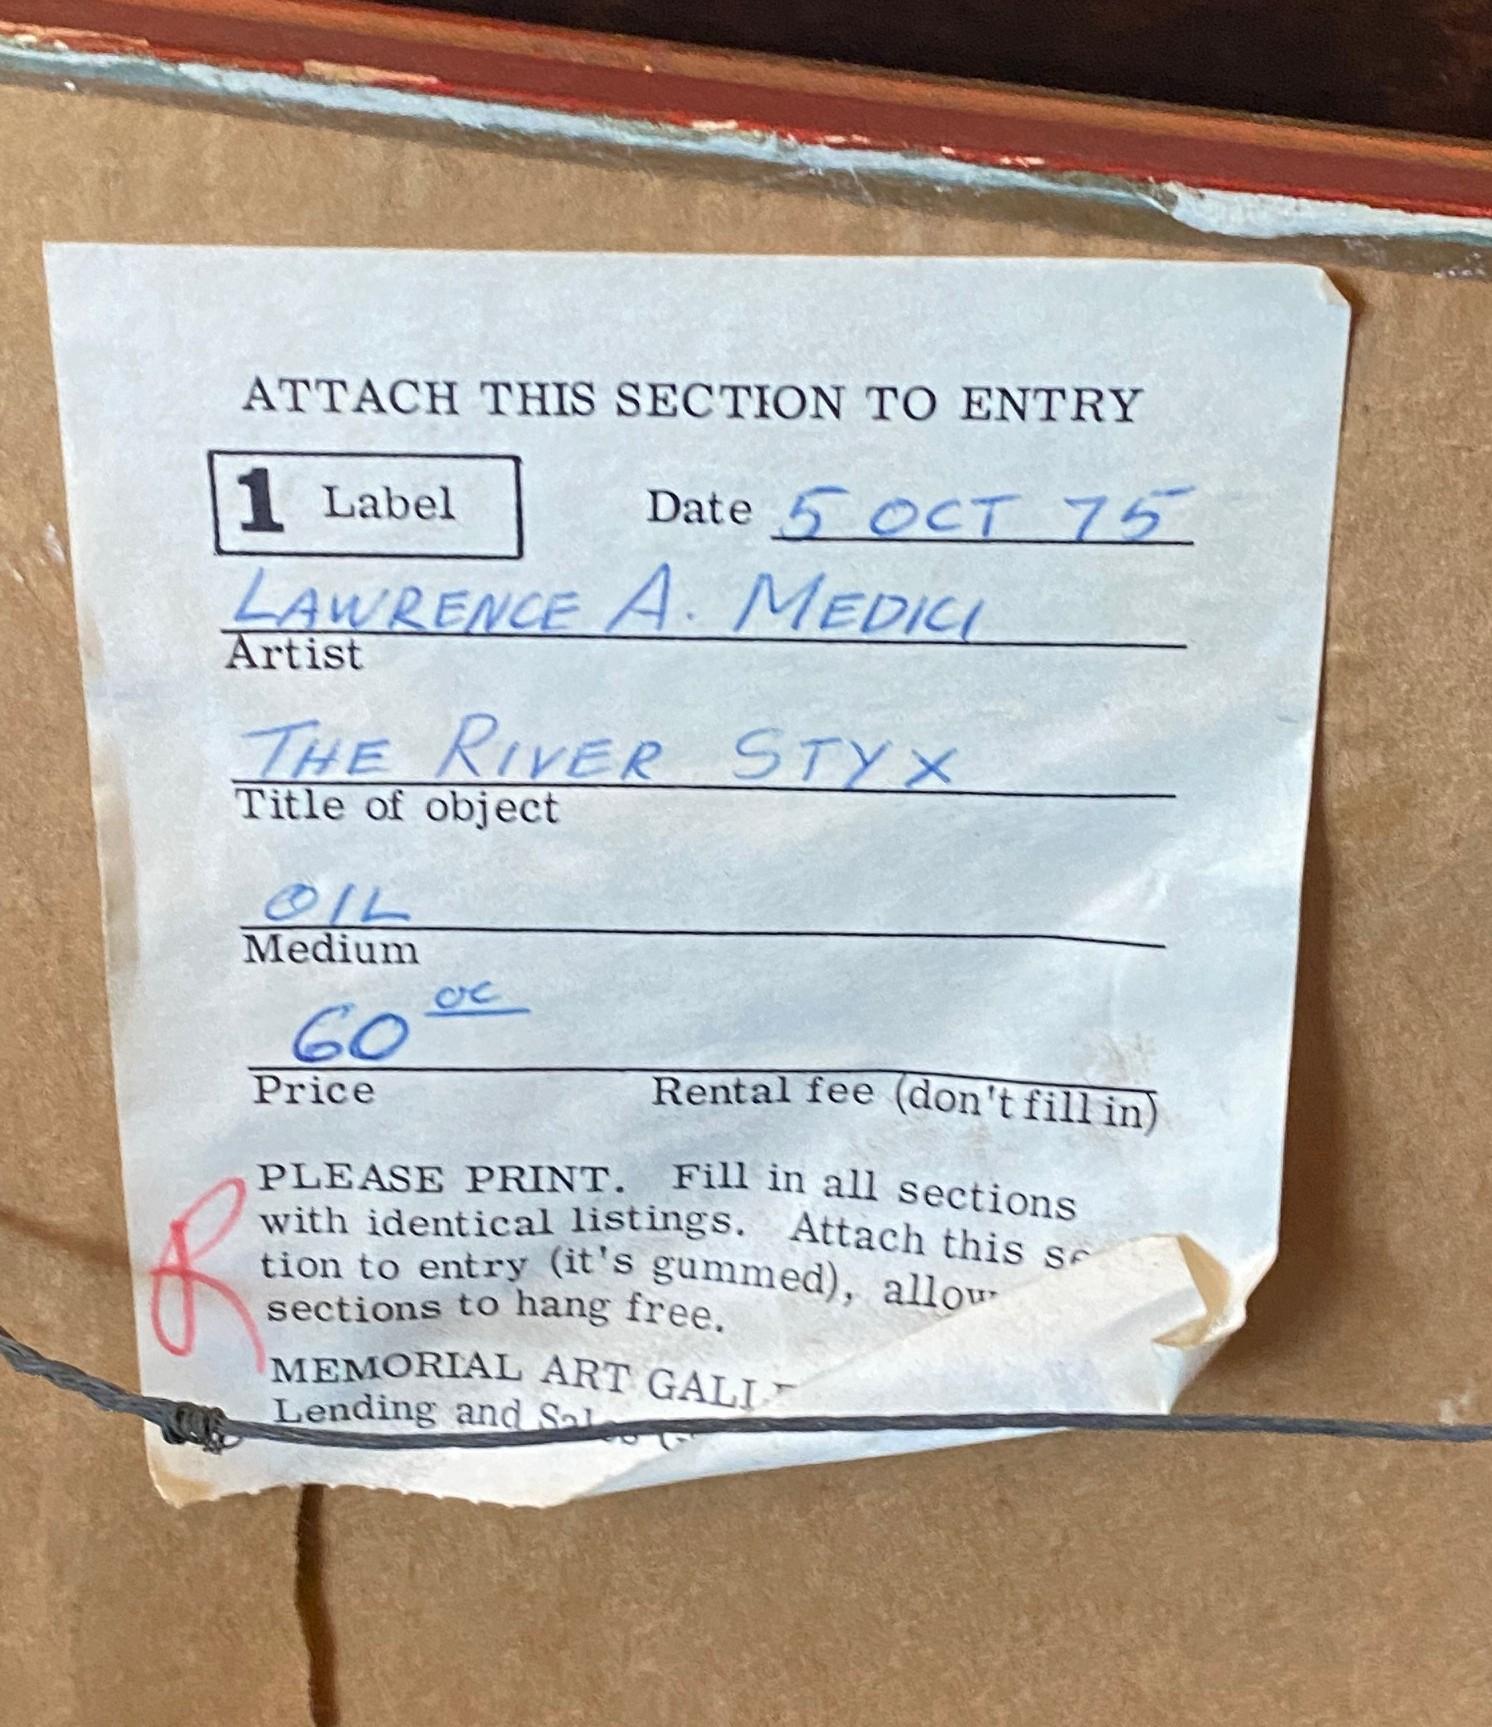 ATTACH THIS SECTION TO ENTRY
1 Label Date 5 OCT 75
LAWRENCE A. MEDICI
Artist
THE RIVER STYX
Title of object
OIL
Medium
60 00
Price Rental fee (don't fill in)
PLEASE PRINT. Fill in all sections
with identical listings. Attach this
tion to entry (it's gummed), allow
sections to hang free.
R
MEMORIAL ART
Lending and